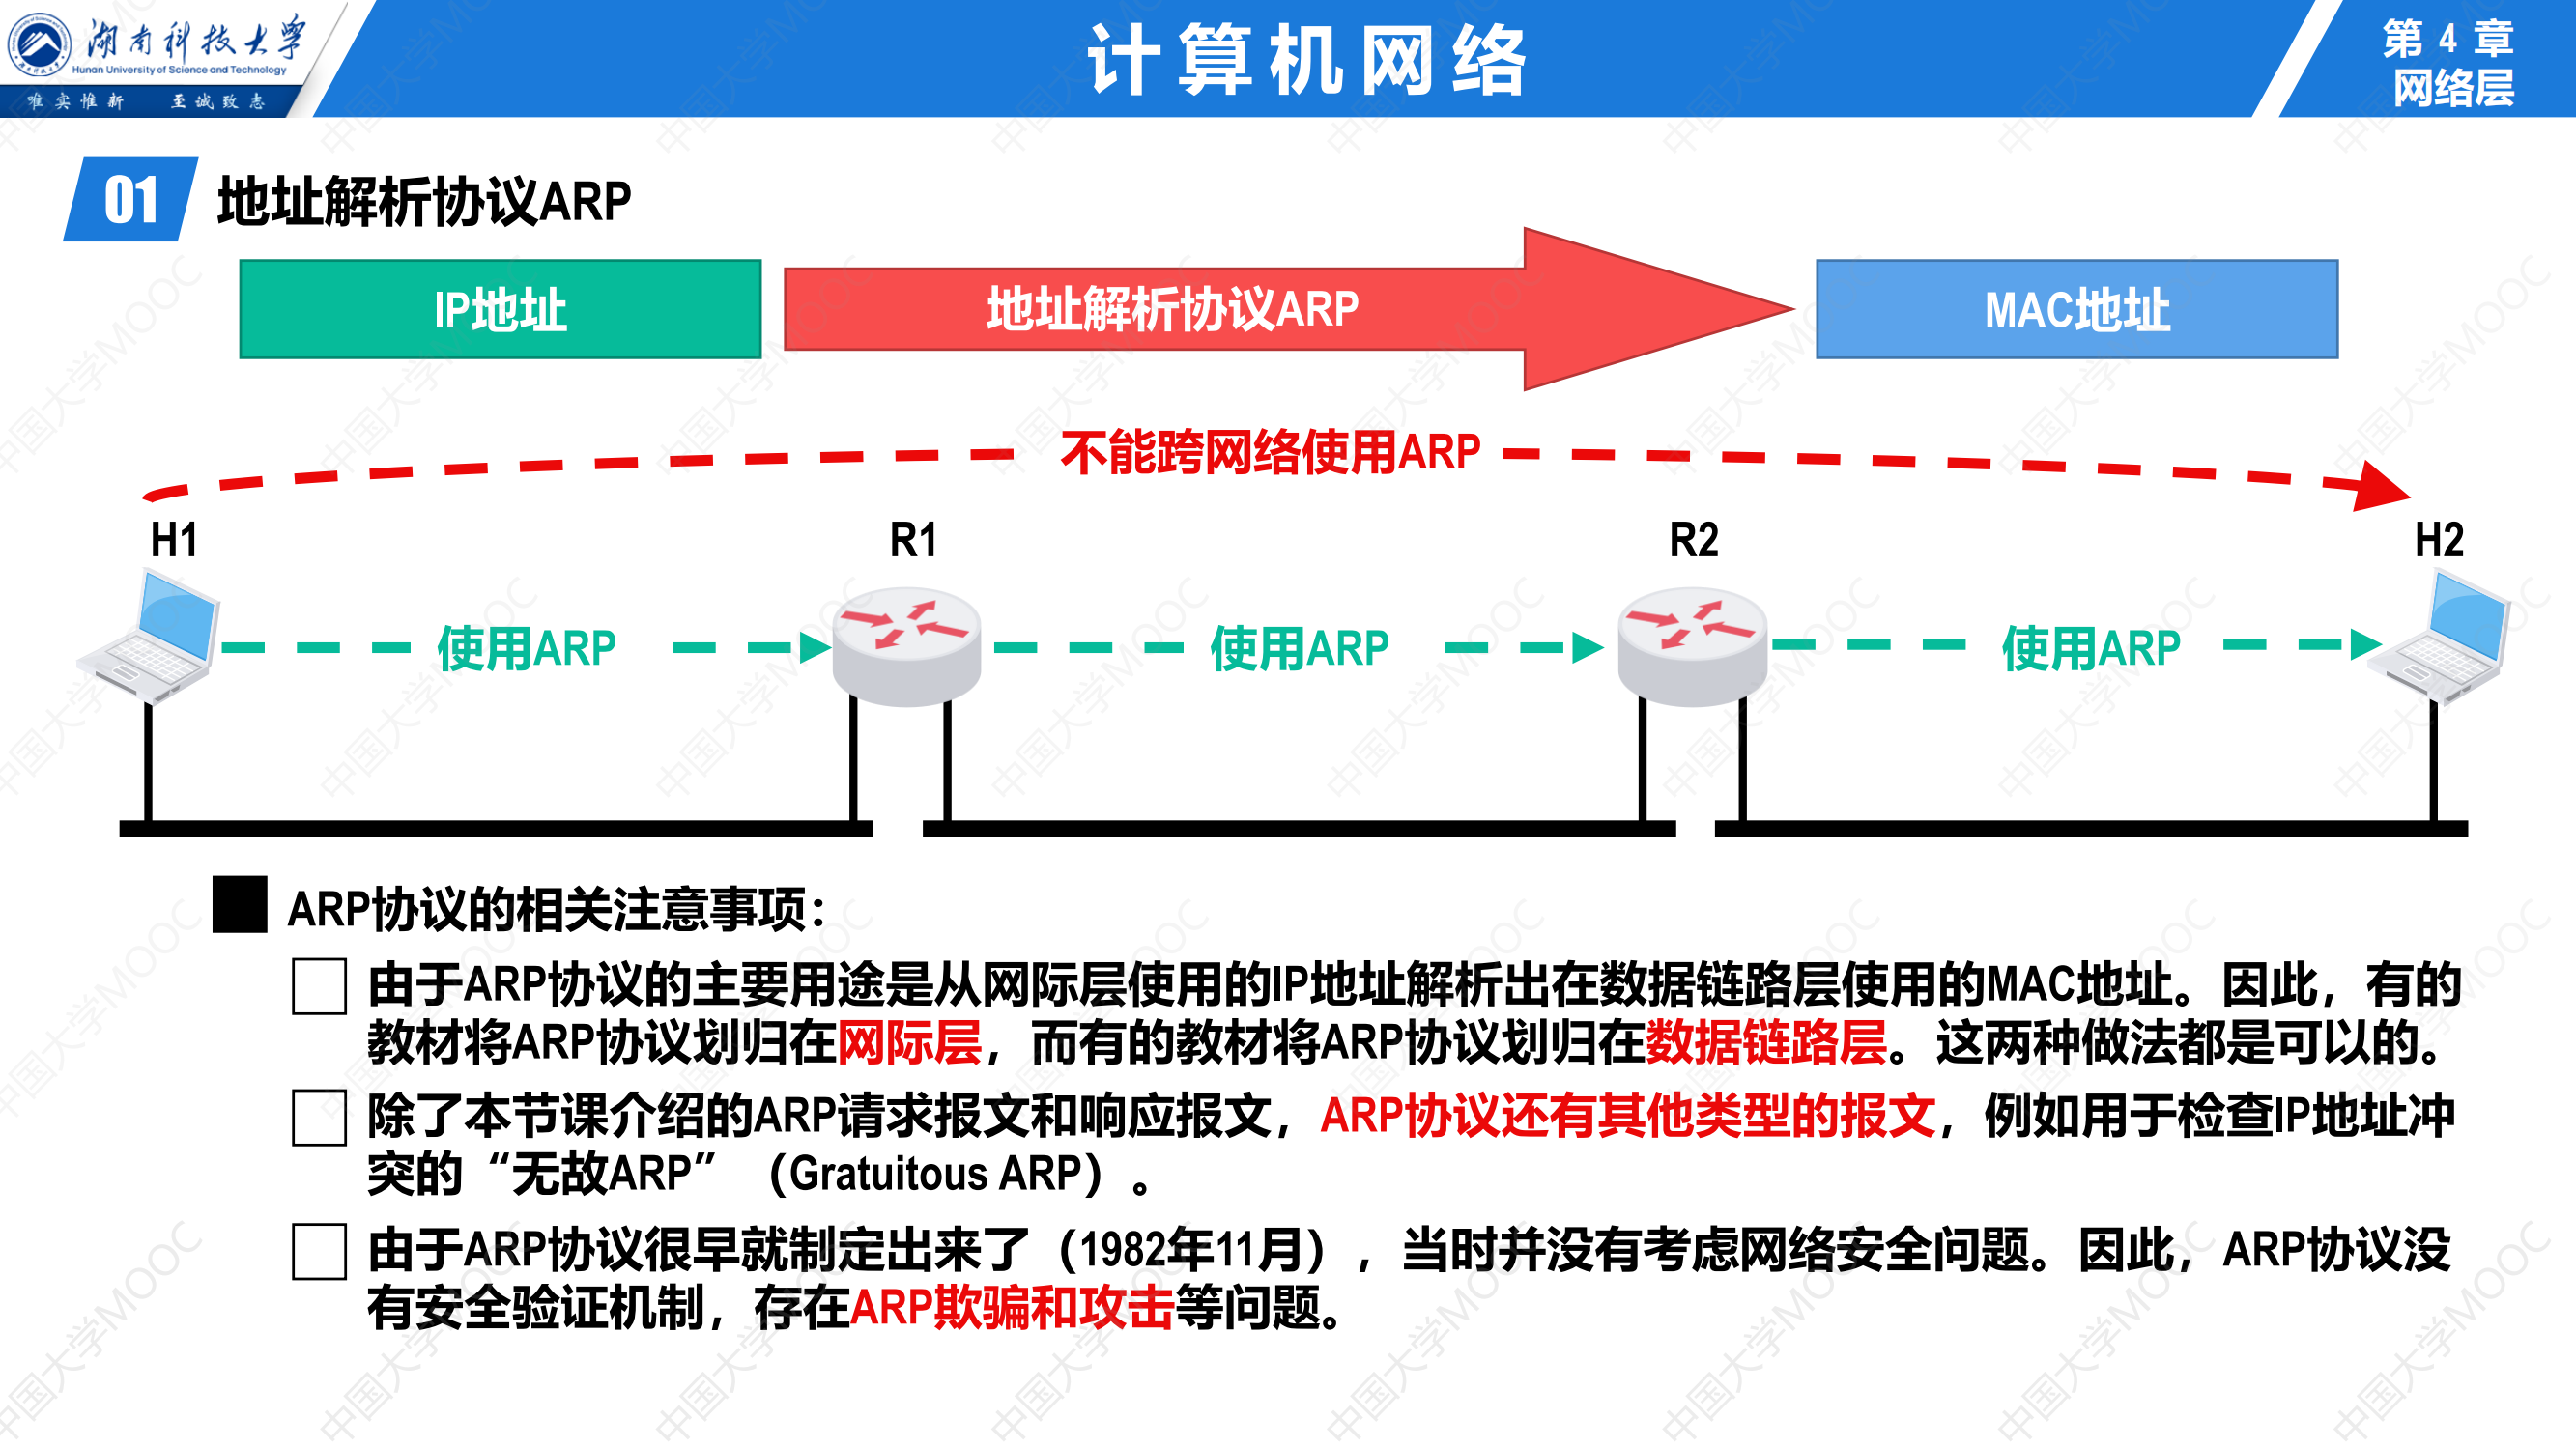 湖南科技大学
Hunan University of Science and Technology
唯实惟新 至诚致志
计算机网络
第 4 章
网络层
01 地址解析协议ARP
IP地址 地址解析协议ARP MAC地址
不能跨网络使用ARP
H1 R1 R2 H2
使用ARP 使用ARP 使用ARP
ARP协议的相关注意事项：
由于ARP协议的主要用途是从网际层使用的IP地址解析出在数据链路层使用的MAC地址。因此，有的
教材将ARP协议划归在网际层，而有的教材将ARP协议划归在数据链路层。这两种做法都是可以的。
除了本节课介绍的ARP请求报文和响应报文，ARP协议还有其他类型的报文，例如用于检查IP地址冲
突的“无故ARP”（Gratuitous ARP）。
由于ARP协议很早就制定出来了（1982年11月），当时并没有考虑网络安全问题。因此，ARP协议没
有安全验证机制，存在ARP欺骗和攻击等问题。
中国大学MOOC